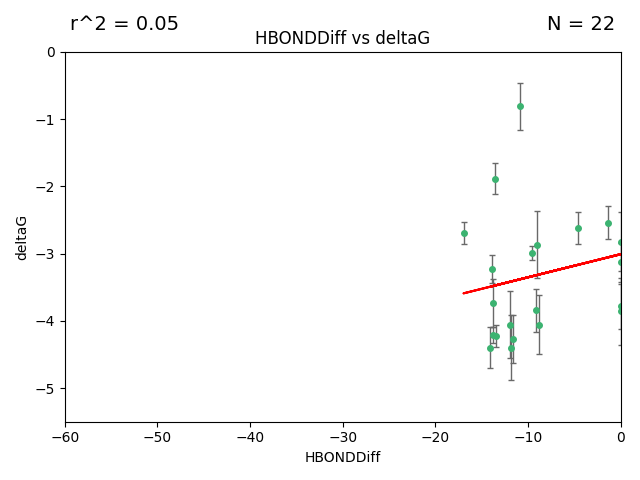 r^2 = 0.05
N = 22
HBONDDiff vs deltaG
0
−1
−2
−3
−4
−5
deltaG
−60
−50
−40
−30
−20
−10
0
HBONDDiff